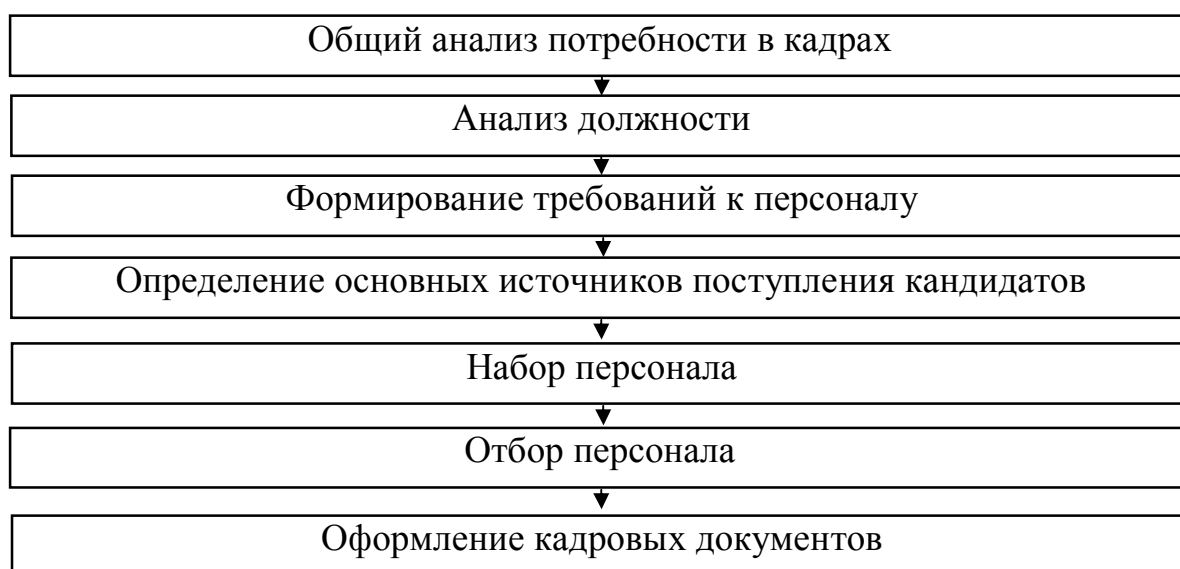 Общий анализ потребности в кадрах
Анализ должности
Формирование требований к персоналу
Определение основных источников поступления кандидатов
Набор персонала
Отбор персонала
Оформление кадровых документов